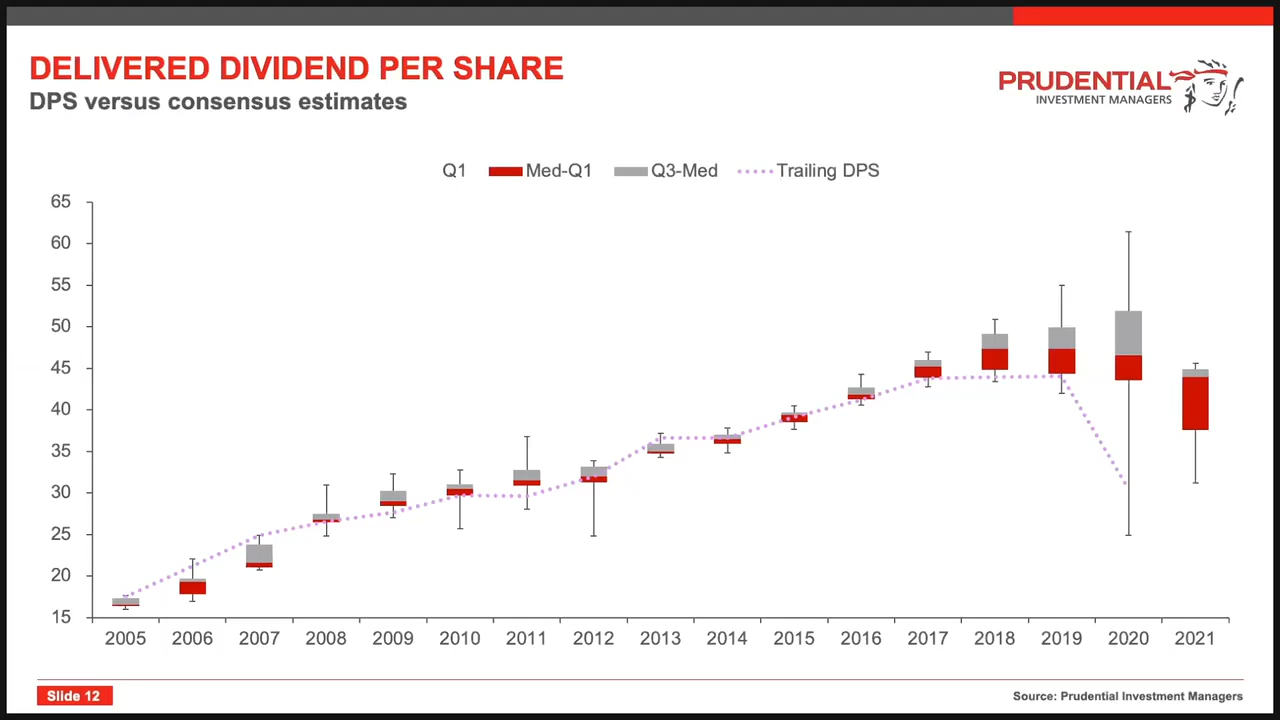 DELIVERED DIVIDEND PER SHARE
DPS versus consensus estimates
PRUDENTIAL
INVESTMENT MANAGERS
Q1 Med-Q1 Q3-Med Trailing DPS
65
60
55
50
45
40
35
30
25
20
15
2005 2006 2007 2008 2009 2010 2011 2012 2013 2014 2015 2016 2017 2018 2019 2020 2021
Slide 12
Source: Prudential Investment Managers